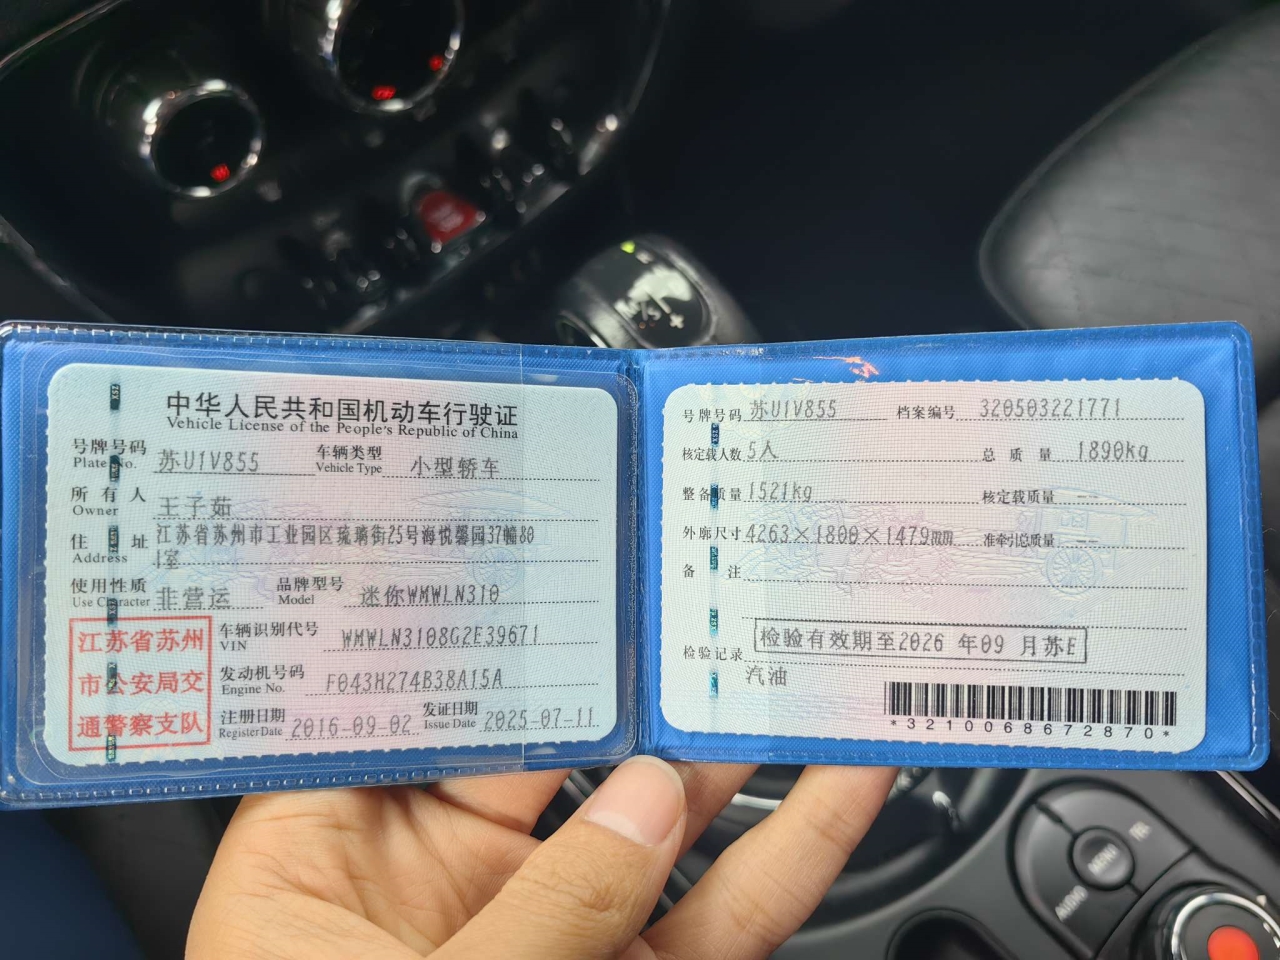 中华人民共和国机动车行驶证
Vehicle License of the People's Republic of China
号牌号码 苏U1V855 车辆类型 小型轿车
Plate No. Vehicle Type
所有人 王子茹
Owner
住址 江苏省苏州市工业园区琉璃街25号海悦馨园37幢80
Address 1室
使用性质 非营运 品牌型号 迷你WMWLN310
Use Character Model
江苏省苏州
市公安局交
通警察支队
车辆识别代号 WMWLN3108G2E39671
VIN
发动机号码 F043H274B38A15A
Engine No.
注册日期 2016-09-02 发证日期 2025-07-11
Register Date Issue Date
号牌号码 苏U1V855 档案编号 320503221771
核定载人数 5人 总质量 1890kg
整备质量 1521kg 核定载质量 --
外廓尺寸 4263×1800×1479mm 准牵引总质量 --
备注
检验记录 检验有效期至2026年09月苏E
汽油
*3210068672870*
MENU
TEL
AUDIO